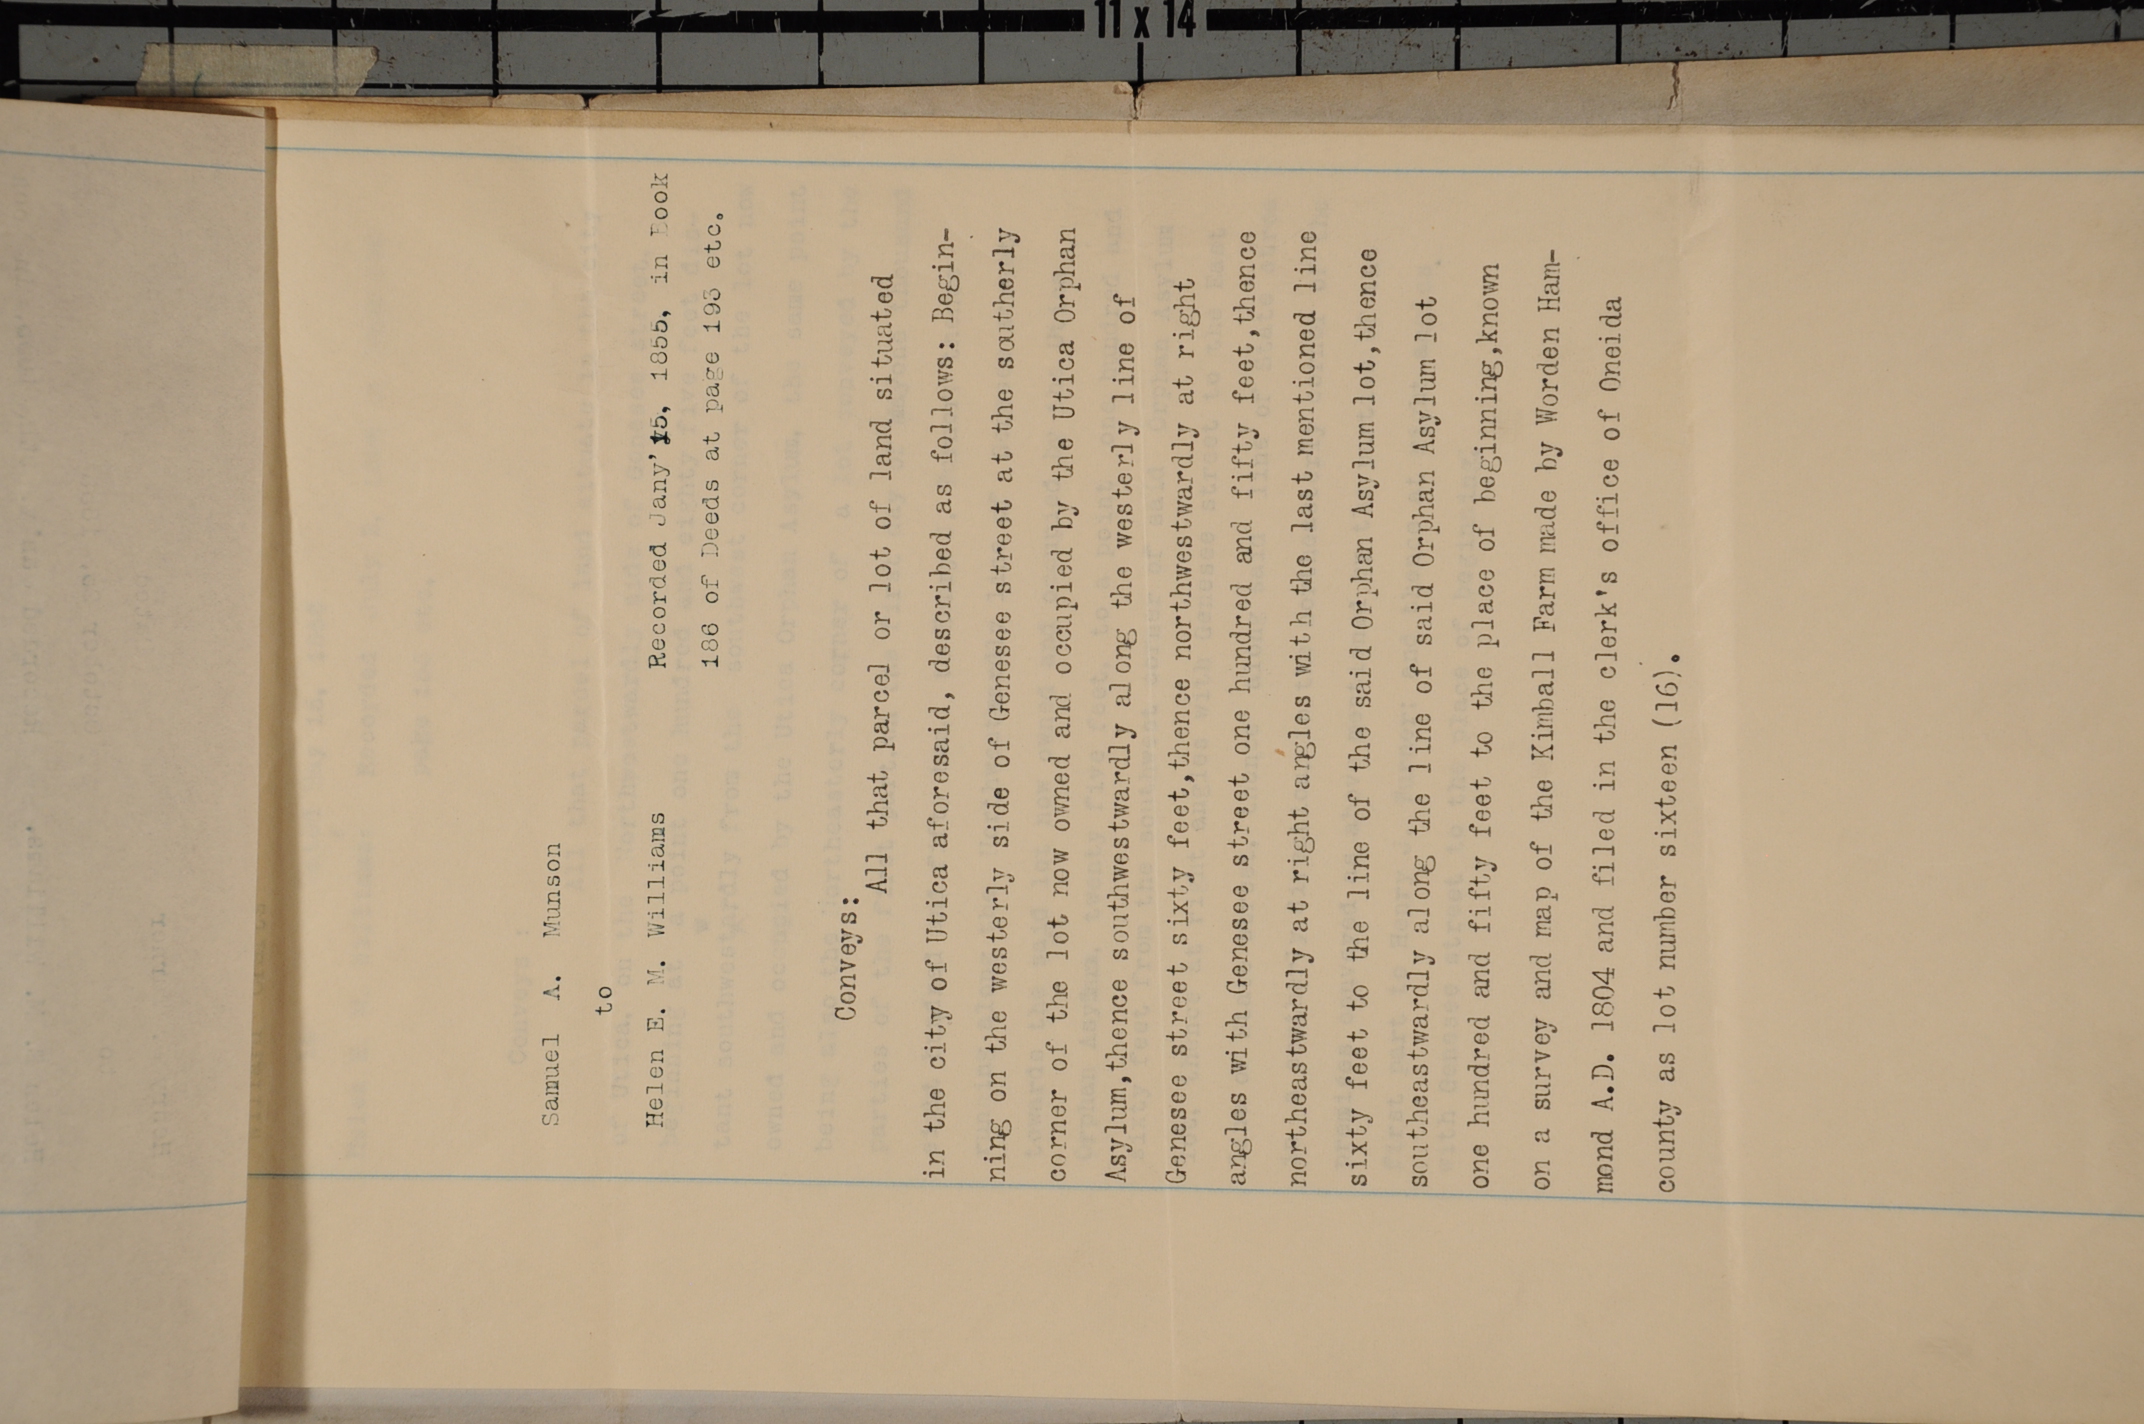 11 x 14
Samuel A. Munson
to
Helen E. M. Williams
Recorded Jany' 15, 1855, in Book
186 of Deeds at page 193 etc.
Conveys:
All that parcel or lot of land situated
in the city of Utica aforesaid, described as follows: Begin-
ning on the westerly side of Genesee street at the southerly
corner of the lot now owned and occupied by the Utica Orphan
Asylum,thence southwestwardly along the westerly line of
Genesee street sixty feet,thence northwestwardly at right
angles with Genesee street one hundred and fifty feet,thence
northeastwardly at right angles with the last mentioned line
sixty feet to the line of the said Orphan Asylum lot,thence
southeastwardly along the line of said Orphan Asylum lot
one hundred and fifty feet to the place of beginning,known
on a survey and map of the Kimball Farm made by Worden Ham-
mond A.D. 1804 and filed in the clerk's office of Oneida
county as lot number sixteen (16).